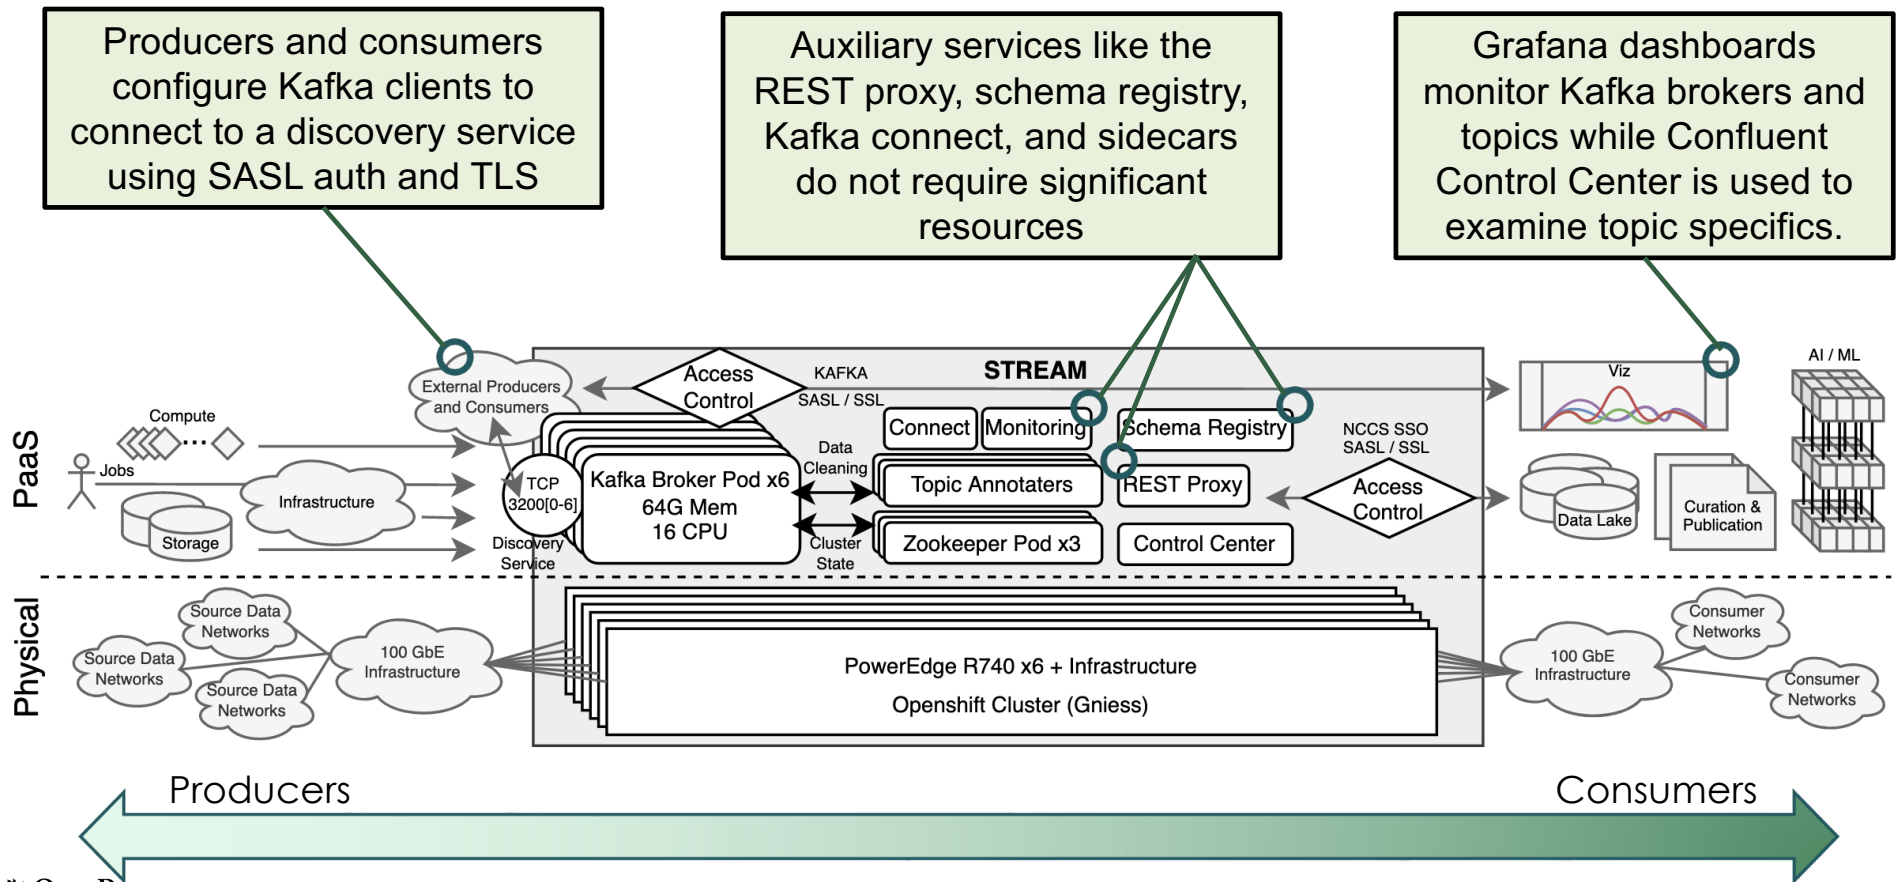 Producers and consumers
configure Kafka clients to
connect to a discovery service
using SASL auth and TLS
Auxiliary services like the
REST proxy, schema registry,
Kafka connect, and sidecars
do not require significant
resources
Grafana dashboards
monitor Kafka brokers and
topics while Confluent
Control Center is used to
examine topic specifics.
PaaS
Compute
Jobs
Infrastructure
Storage
External Producers
and Consumers
TCP
3200[0-6]
Discovery
Service
Access
Control
KAFKA
SASL / SSL
STREAM
Kafka Broker Pod x6
64G Mem
16 CPU
Data
Cleaning
Cluster
State
Connect
Monitoring
Schema Registry
Topic Annotaters
REST Proxy
Zookeeper Pod x3
Control Center
NCCS SSO
SASL / SSL
Access
Control
Viz
AI / ML
Data Lake
Curation &
Publication
Physical
Source Data
Networks
Source Data
Networks
Source Data
Networks
100 GbE
Infrastructure
PowerEdge R740 x6 + Infrastructure
Openshift Cluster (Gniess)
100 GbE
Infrastructure
Consumer
Networks
Consumer
Networks
Producers
Consumers